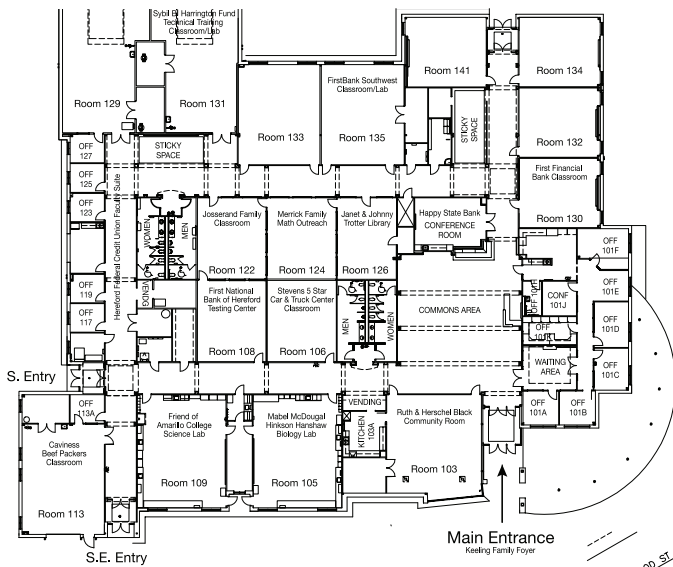 Sybil B. Harrington Fund
Technical Training
Classroom/Lab
Room 129
Room 131
Room 133
FirstBank Southwest
Classroom/Lab
Room 135
Room 141
Room 134
STICKY
SPACE
Room 132
First Financial
Bank Classroom
Room 130
OFF
127
OFF
125
OFF
123
STICKY
SPACE
Hereford Federal Credit Union Faculty Suite
WOMEN
MEN
Josserand Family
Classroom
Room 122
Merrick Family
Math Outreach
Room 124
Janet & Johnny
Trotter Library
Room 126
Happy State Bank
CONFERENCE
ROOM
OFF
101F
OFF
101E
CONF
101J
OFF
101D
OFF
WAITING
AREA
OFF
101C
OFF
101A
OFF
101B
OFF
119
OFF
117
VENDG
First National
Bank of Hereford
Testing Center
Room 108
Stevens 5 Star
Car & Truck Center
Classroom
Room 106
MEN
WOMEN
COMMONS AREA
S. Entry
OFF
113A
Caviness
Beef Packers
Classroom
Room 113
S.E. Entry
Friend of
Amarillo College
Science Lab
Room 109
Mabel McDougal
Hinkson Hanshaw
Biology Lab
Room 105
VENDING
KITCHEN
103A
Ruth & Herschel Black
Community Room
Room 103
Main Entrance
Keeling Family Foyer
ST